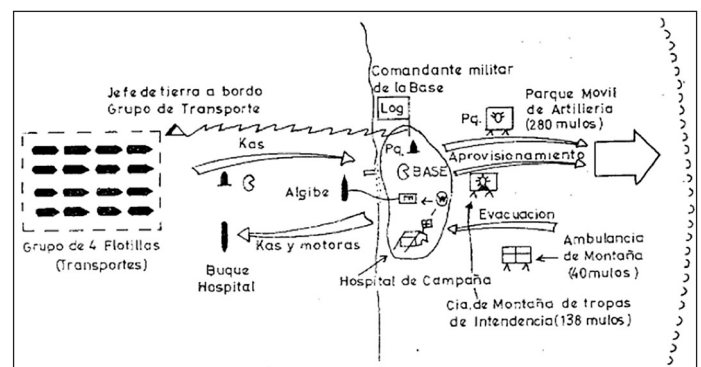 Jefe de tierra a bordo
Grupo de Transporte
Comandante militar
de la Base
Log
Parque Movil
de Artilleria
(280 mulos)
Pq.
Kas
Pq.
BASE
Aprovisionamiento
Algibe
Evacuacion
Grupo de 4 Flotillas
(Transportes)
Kas y motoras
Buque
Hospital
Hospital de Campaña
Ambulancia
de Montaña
(40 mulos)
Cia, de Montaña de tropas
de Intendencia (138 mulos)